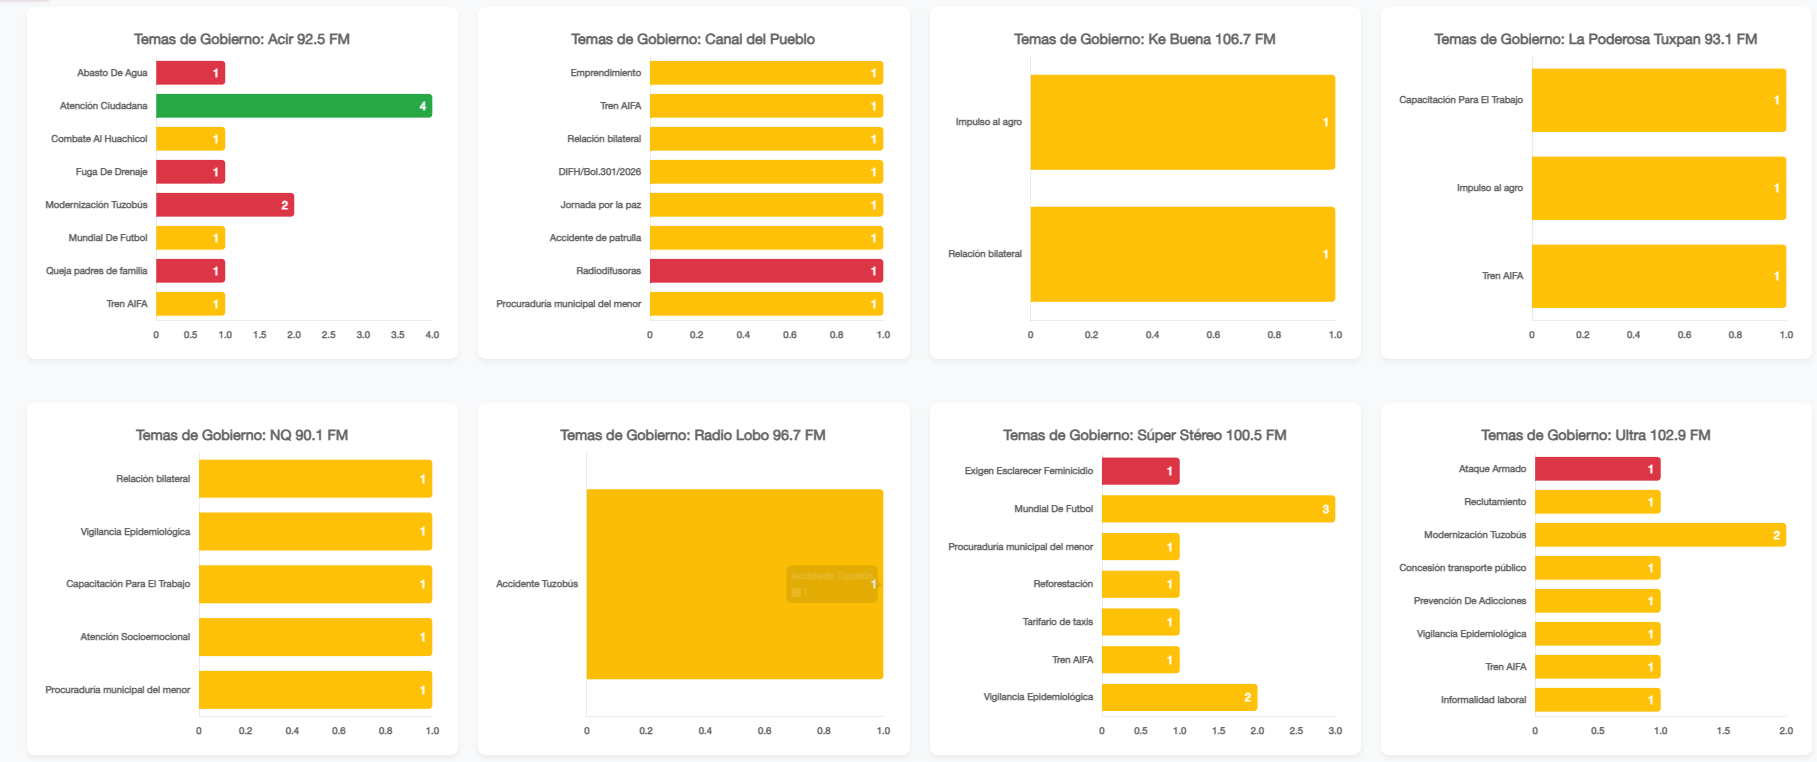 Temas de Gobierno: Acir 92.5 FM
Abasto De Agua 1
Atención Ciudadana 4
Combate Al Huachicol 1
Fuga De Drenaje 1
Modernización Tuzobús 2
Mundial De Futbol 1
Queja padres de familia 1
Tren AIFA 1
0 0.5 1.0 1.5 2.0 2.5 3.0 3.5 4.0
Temas de Gobierno: Canal del Pueblo
Emprendimiento 1
Tren AIFA 1
Relación bilateral 1
DIFH/Bol.301/2026 1
Jornada por la paz 1
Accidente de patrulla 1
Radiodifusoras 1
Procuraduría municipal del menor 1
0 0.2 0.4 0.6 0.8 1.0
Temas de Gobierno: Ke Buena 106.7 FM
Impulso al agro 1
Relación bilateral 1
0 0.2 0.4 0.6 0.8 1.0
Temas de Gobierno: La Poderosa Tuxpan 93.1 FM
Capacitación Para El Trabajo 1
Impulso al agro 1
Tren AIFA 1
0 0.2 0.4 0.6 0.8 1.0
Temas de Gobierno: NQ 90.1 FM
Relación bilateral 1
Vigilancia Epidemiológica 1
Capacitación Para El Trabajo 1
Atención Socioemocional 1
Procuraduría municipal del menor 1
0 0.2 0.4 0.6 0.8 1.0
Temas de Gobierno: Radio Lobo 96.7 FM
Accidente Tuzobús
Accidente Tuzobús 1
1
0 0.2 0.4 0.6 0.8 1.0
Temas de Gobierno: Súper Stéreo 100.5 FM
Exigen Esclarecer Feminicidio 1
Mundial De Futbol 3
Procuraduría municipal del menor 1
Reforestación 1
Tarifario de taxis 1
Tren AIFA 1
Vigilancia Epidemiológica 2
0 0.5 1.0 1.5 2.0 2.5 3.0
Temas de Gobierno: Ultra 102.9 FM
Ataque Armado 1
Reclutamiento 1
Modernización Tuzobús 2
Concesión transporte público 1
Prevención De Adicciones 1
Vigilancia Epidemiológica 1
Tren AIFA 1
Informalidad laboral 1
0 0.5 1.0 1.5 2.0